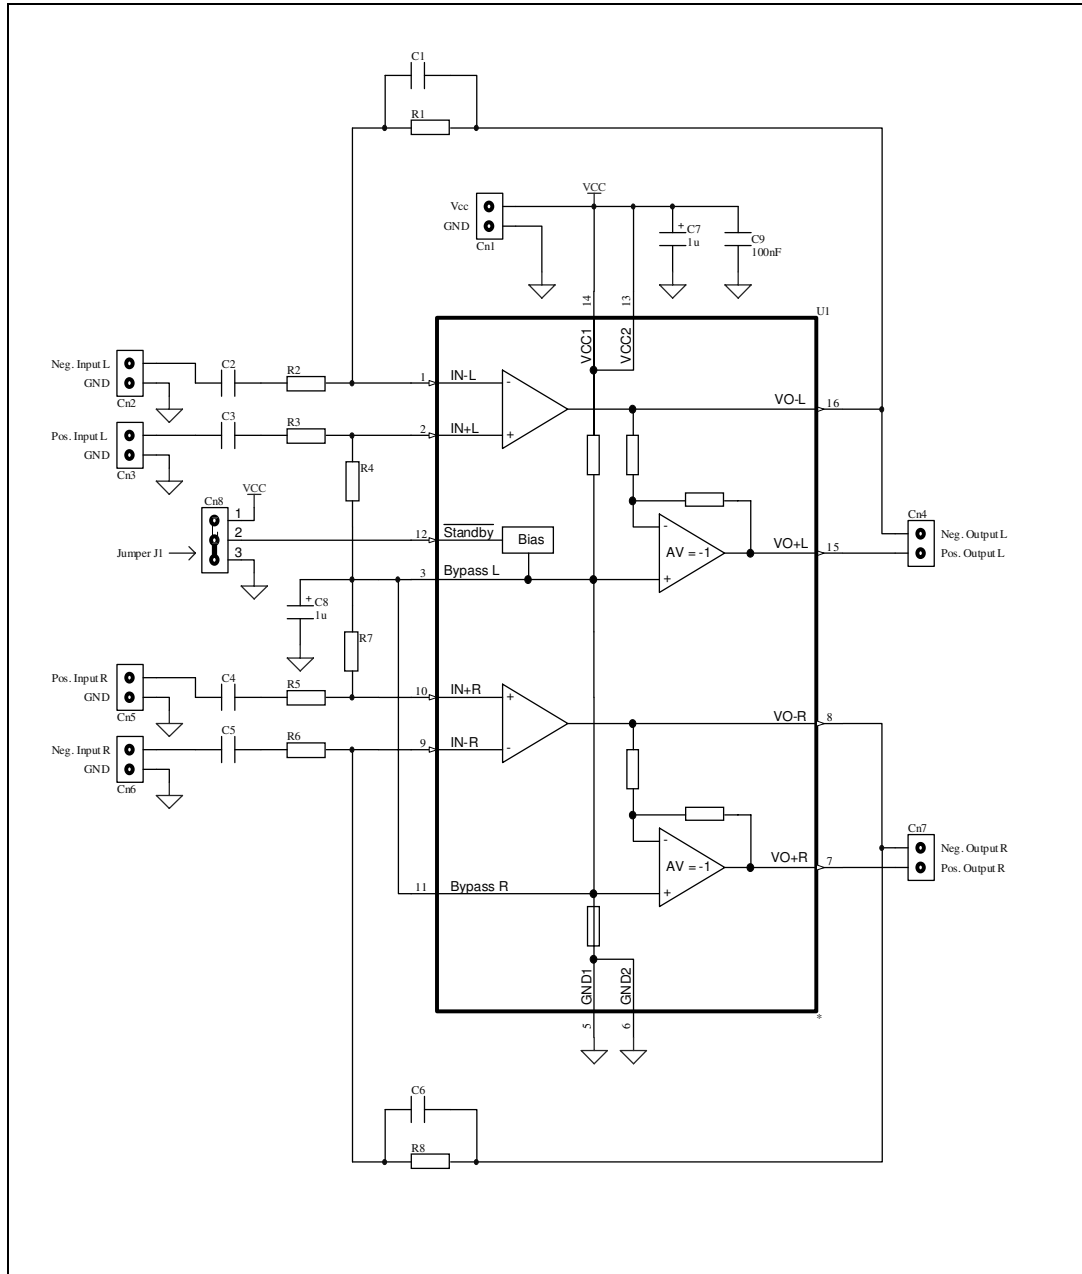 C1
R1
VCC
Vcc
GND
Cn1
+ C7
1u
C9
100nF
14
13
U1
VCC1
VCC2
Neg. Input L
GND
Cn2
C2
R2
1
IN-L
-
VO-L
16
Pos. Input L
GND
Cn3
C3
R3
2
IN+L
+
R4
VCC
Cn8
1
2
3
Jumper J1
12
Standby
Bias
-
AV = -1
+
VO+L
15
Cn4
Neg. Output L
Pos. Output L
3
Bypass L
+ C8
1u
R7
Pos. Input R
GND
Cn5
C4
R5
10
IN+R
+
VO-R
8
Neg. Input R
GND
Cn6
C5
R6
9
IN-R
-
-
AV = -1
+
VO+R
7
Cn7
Neg. Output R
Pos. Output R
11
Bypass R
GND1
GND2
5
6
*
C6
R8